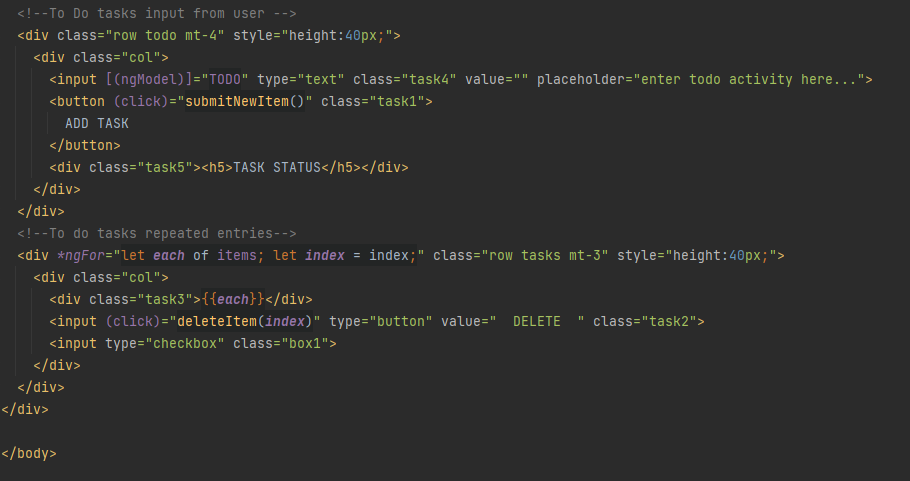 <!--To Do tasks input from user -->
<div class="row todo mt-4" style="height:40px;">
<div class="col">
<input [(ngModel)]="TODO" type="text" class="task4" value="" placeholder="enter todo activity here...">
<button (click)="submitNewItem()" class="task1">
ADD TASK
</button>
<div class="task5"><h5>TASK STATUS</h5></div>
</div>
</div>
<!--To do tasks repeated entries-->
<div *ngFor="let each of items; let index = index;" class="row tasks mt-3" style="height:40px;">
<div class="col">
<div class="task3">{{each}}</div>
<input (click)="deleteItem(index)" type="button" value="  DELETE  " class="task2">
<input type="checkbox" class="box1">
</div>
</div>
</div>
</body>